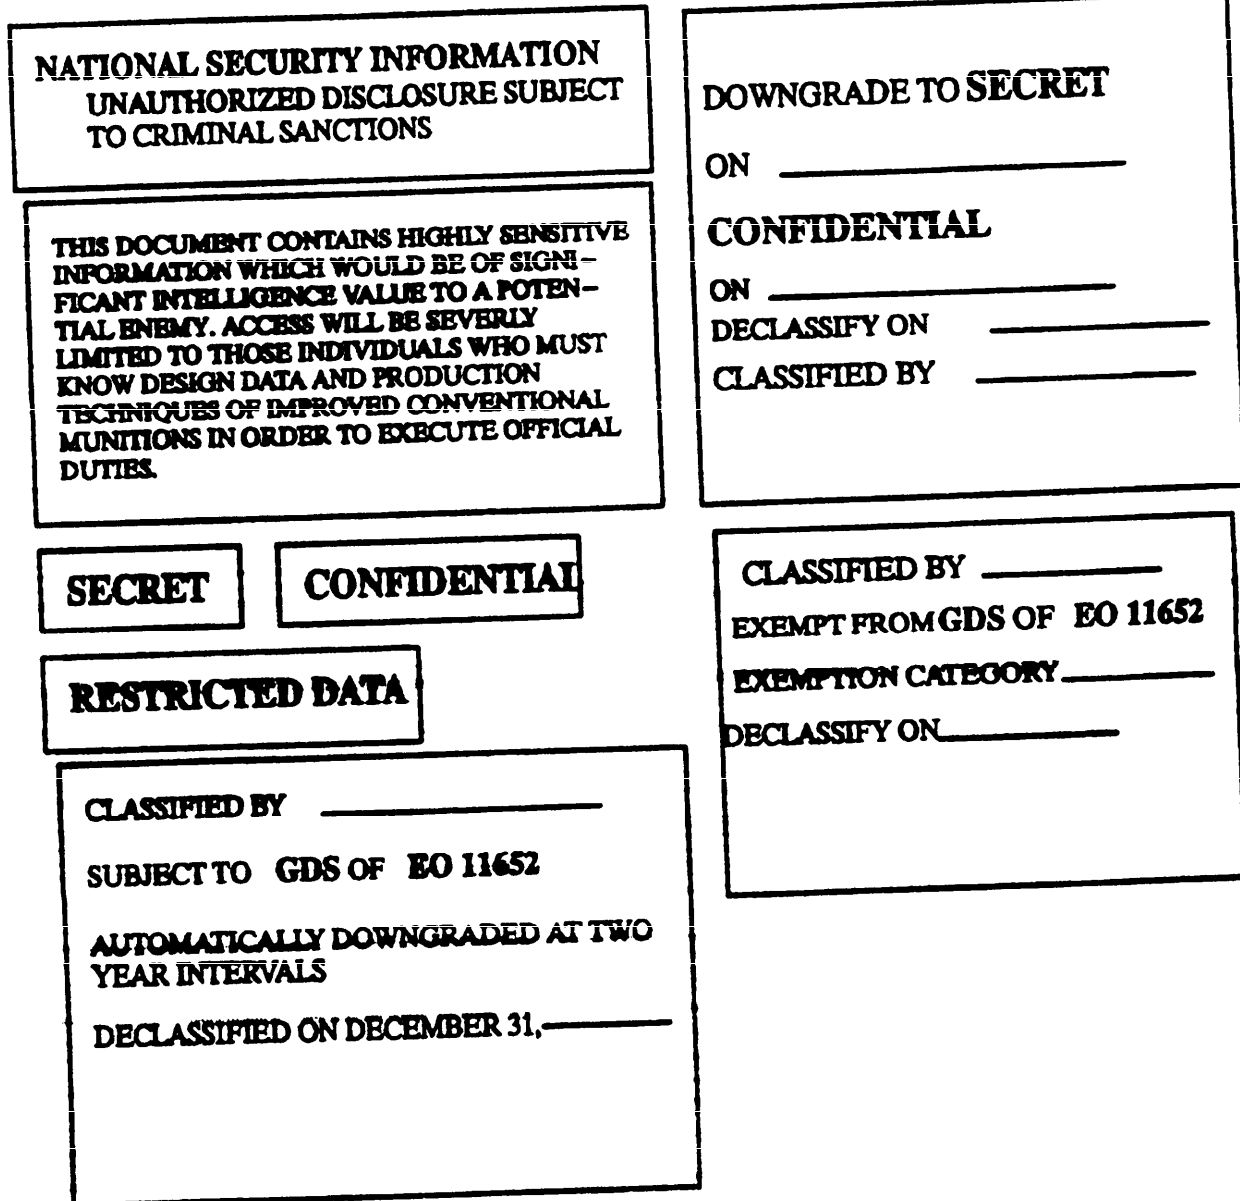 NATIONAL SECURITY INFORMATION
UNAUTHORIZED DISCLOSURE SUBJECT
TO CRIMINAL SANCTIONS
THIS DOCUMENT CONTAINS HIGHLY SENSITIVE
INFORMATION WHICH WOULD BE OF SIGNI–
FICANT INTELLIGENCE VALUE TO A POTEN–
TIAL ENEMY. ACCESS WILL BE SEVERLY
LIMITED TO THOSE INDIVIDUALS WHO MUST
KNOW DESIGN DATA AND PRODUCTION
TECHNIQUES OF IMPROVED CONVENTIONAL
MUNITIONS IN ORDER TO EXECUTE OFFICIAL
DUTIES.
SECRET
CONFIDENTIAL
RESTRICTED DATA
CLASSIFIED BY
SUBJECT TO GDS OF EO 11652
AUTOMATICALLY DOWNGRADED AT TWO
YEAR INTERVALS
DECLASSIFIED ON DECEMBER 31,
DOWNGRADE TO SECRET
ON
CONFIDENTIAL
ON
DECLASSIFY ON
CLASSIFIED BY
CLASSIFIED BY
EXEMPT FROM GDS OF EO 11652
EXEMPTION CATEGORY
DECLASSIFY ON